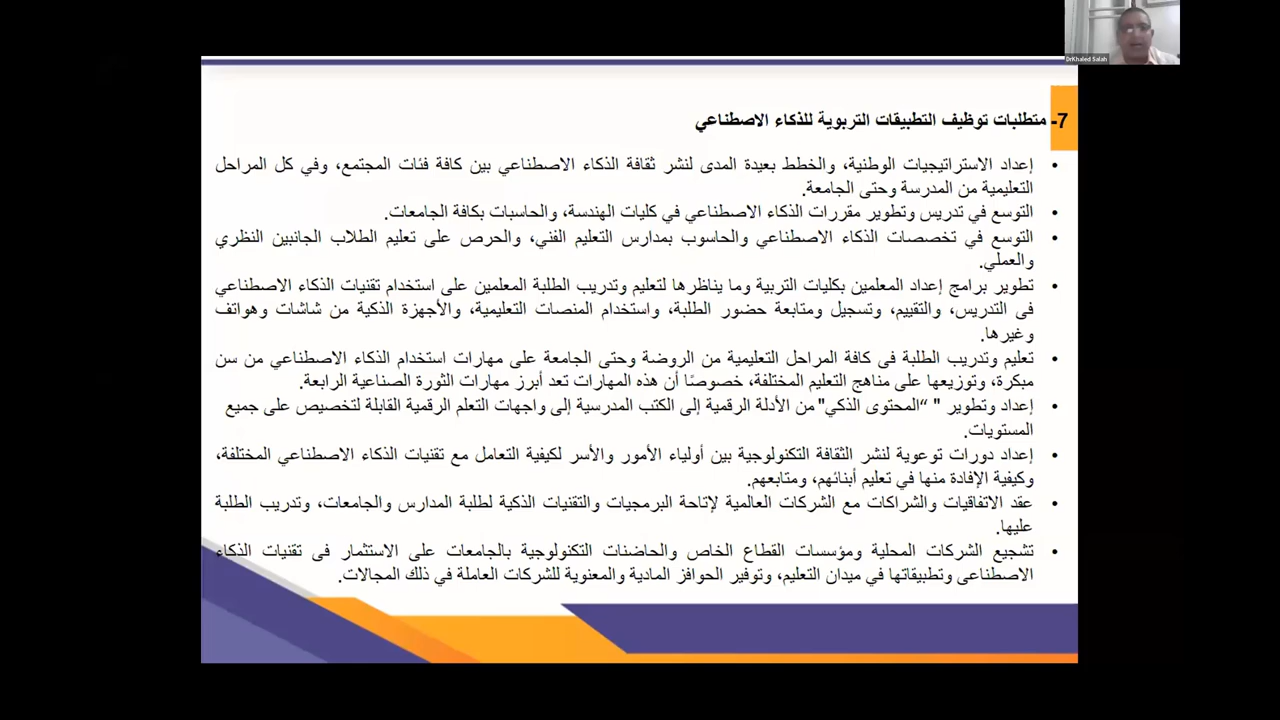 DrKhaled Salah
7- متطلبات توظيف التطبيقات التربوية للذكاء الاصطناعي
• إعداد الاستراتيجيات الوطنية، والخطط بعيدة المدى لنشر ثقافة الذكاء الاصطناعي بين كافة فئات المجتمع، وفي كل المراحل
التعليمية من المدرسة وحتى الجامعة.
• التوسع في تدريس وتطوير مقررات الذكاء الاصطناعي في كليات الهندسة، والحاسبات بكافة الجامعات.
• التوسع في تخصصات الذكاء الاصطناعي والحاسوب بمدارس التعليم الفني، والحرص على تعليم الطلاب الجانبين النظري
والعملي.
• تطوير برامج إعداد المعلمين بكليات التربية وما يناظرها لتعليم وتدريب الطلبة المعلمين على استخدام تقنيات الذكاء الاصطناعي
فى التدريس، والتقييم، وتسجيل ومتابعة حضور الطلبة، واستخدام المنصات التعليمية، والأجهزة الذكية من شاشات وهواتف
وغيرها.
• تعليم وتدريب الطلبة فى كافة المراحل التعليمية من الروضة وحتى الجامعة على مهارات استخدام الذكاء الاصطناعي من سن
مبكرة، وتوزيعها على مناهج التعليم المختلفة، خصوصًا أن هذه المهارات تعد أبرز مهارات الثورة الصناعية الرابعة.
• إعداد وتطوير " “المحتوى الذكي" من الأدلة الرقمية إلى الكتب المدرسية إلى واجهات التعلم الرقمية القابلة لتخصيص على جميع
المستويات.
• إعداد دورات توعوية لنشر الثقافة التكنولوجية بين أولياء الأمور والأسر لكيفية التعامل مع تقنيات الذكاء الاصطناعي المختلفة،
وكيفية الإفادة منها في تعليم أبنائهم، ومتابعهم.
• عقد الاتفاقيات والشراكات مع الشركات العالمية لإتاحة البرمجيات والتقنيات الذكية لطلبة المدارس والجامعات، وتدريب الطلبة
عليها.
• تشجيع الشركات المحلية ومؤسسات القطاع الخاص والحاضنات التكنولوجية بالجامعات على الاستثمار فى تقنيات الذكاء
الاصطناعى وتطبيقاتها في ميدان التعليم، وتوفير الحوافز المادية والمعنوية للشركات العاملة في ذلك المجالات.